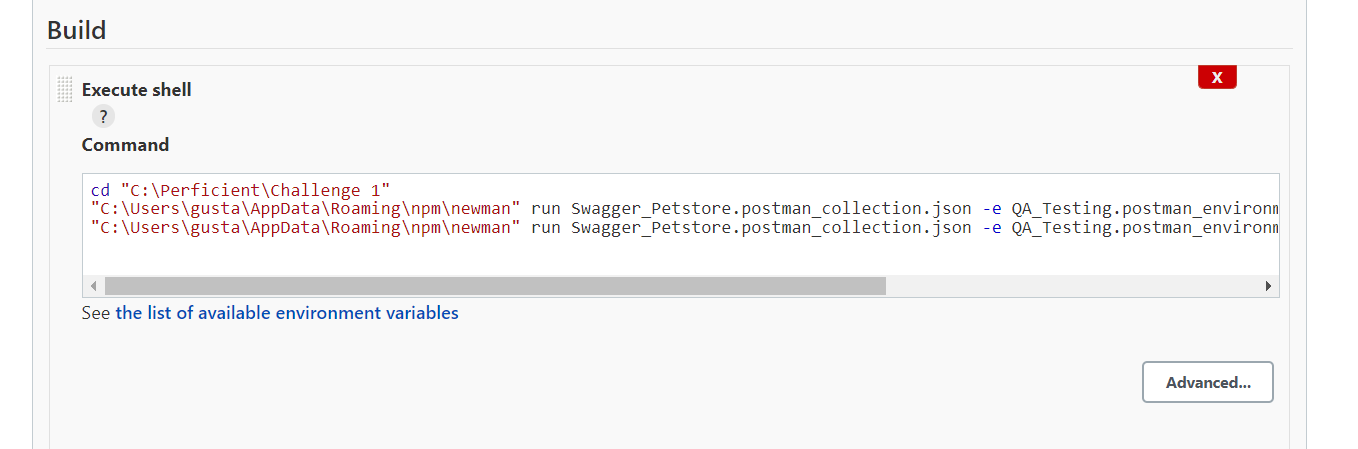 Build
Execute shell
X
?
Command
cd "C:\Perficient\Challenge 1"
"C:\Users\gusta\AppData\Roaming\npm\newman" run Swagger_Petstore.postman_collection.json -e QA_Testing.postman_environm
"C:\Users\gusta\AppData\Roaming\npm\newman" run Swagger_Petstore.postman_collection.json -e QA_Testing.postman_environm
See the list of available environment variables
Advanced...